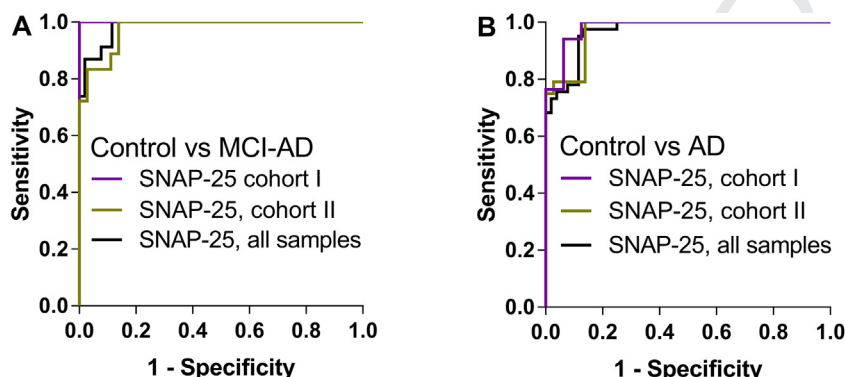 A
1.0
0.8
0.6
0.4
0.2
0.0
Sensitivity
Control vs MCI-AD
SNAP-25 cohort I
SNAP-25, cohort II
SNAP-25, all samples
0.0 0.2 0.4 0.6 0.8 1.0
1 - Specificity
B
1.0
0.8
0.6
0.4
0.2
0.0
Sensitivity
Control vs AD
SNAP-25, cohort I
SNAP-25, cohort II
SNAP-25, all samples
0.0 0.2 0.4 0.6 0.8 1.0
1 - Specificity